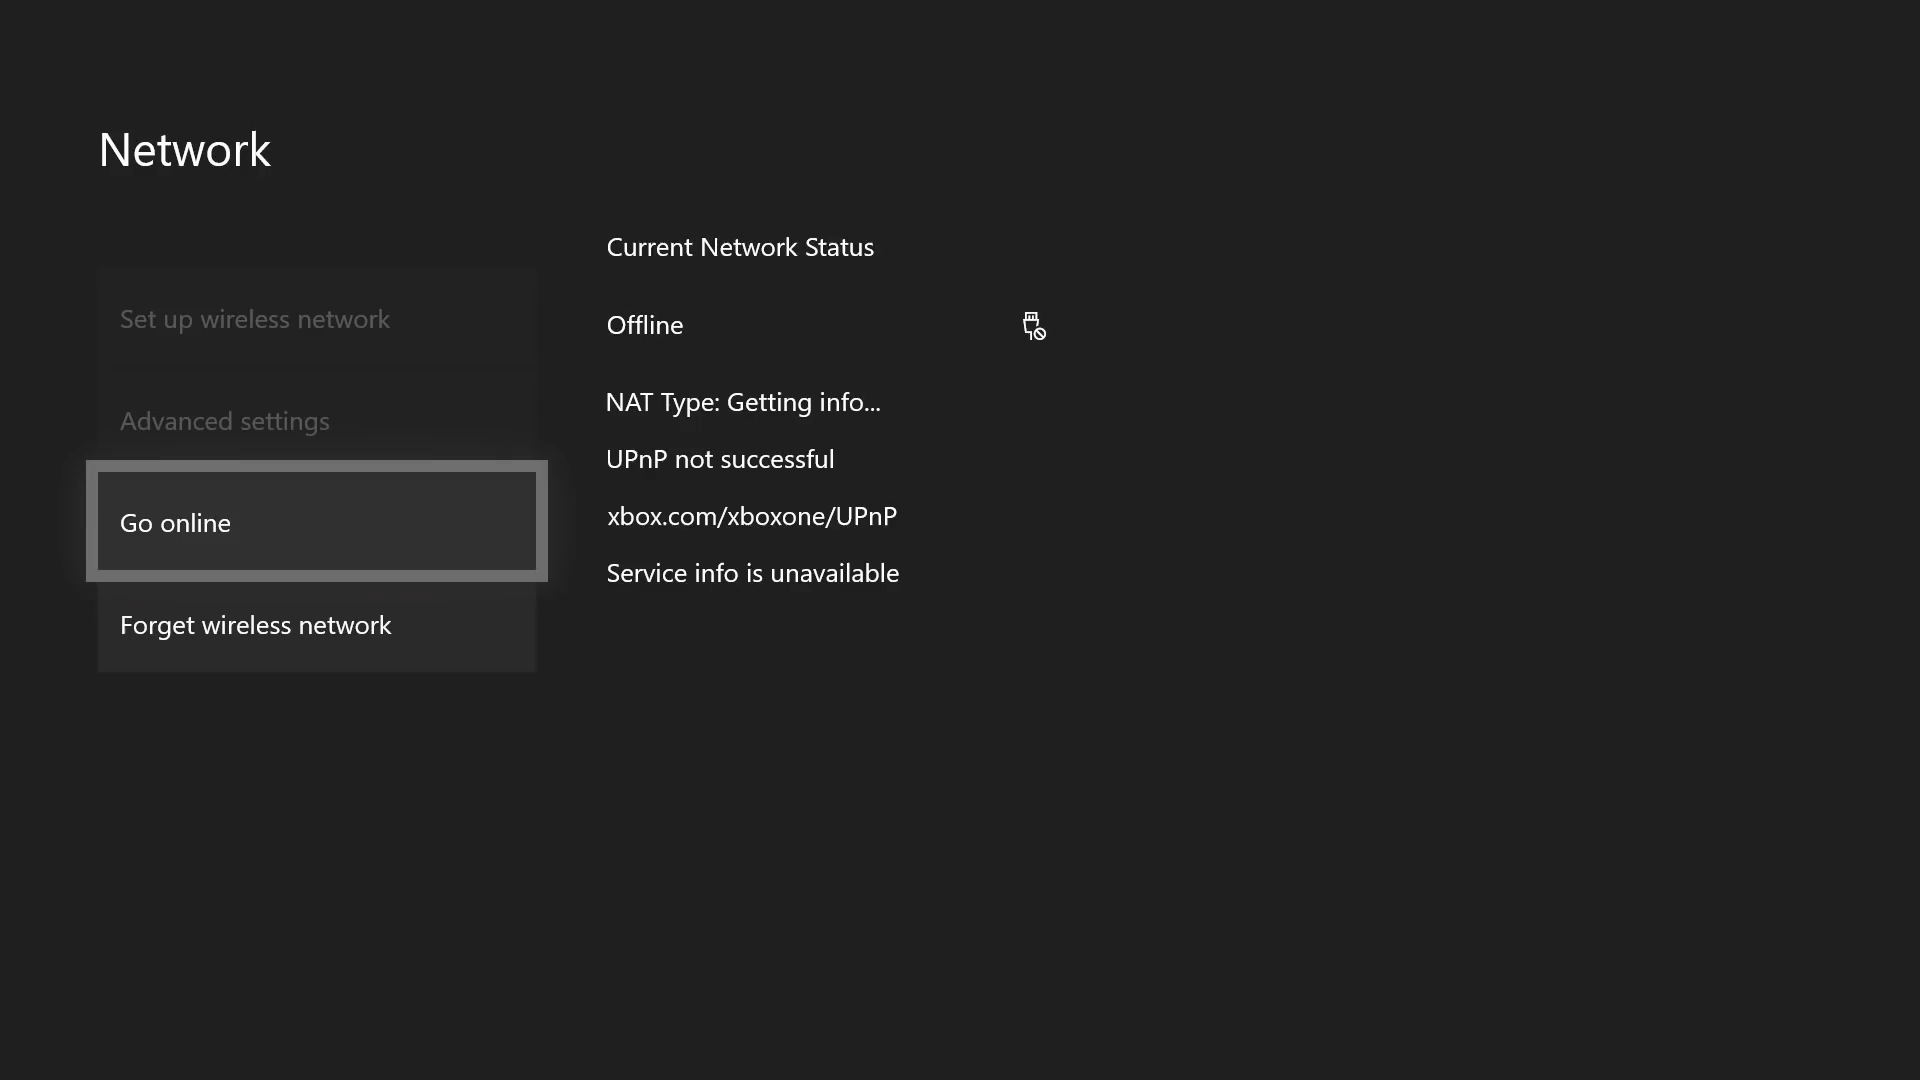 Network
Set up wireless network
Advanced settings
Go online
Forget wireless network
Current Network Status
Offline
NAT Type: Getting info...
UPnP not successful
xbox.com/xboxone/UPnP
Service info is unavailable